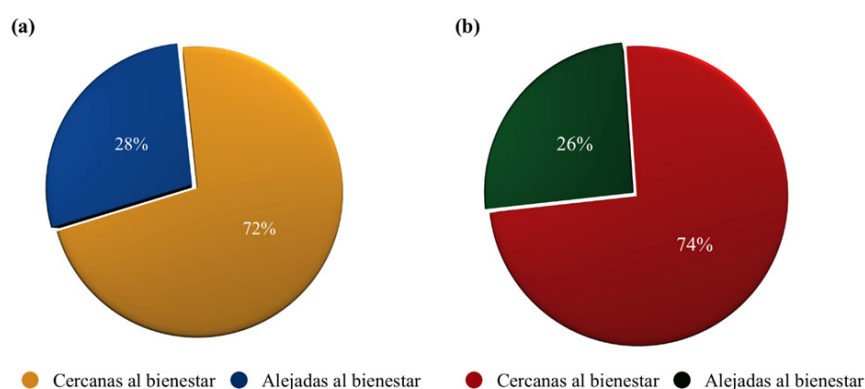 (a)
(b)
28%
72%
26%
74%
Cercanas al bienestar
Alejadas al bienestar
Cercanas al bienestar
Alejadas al bienestar